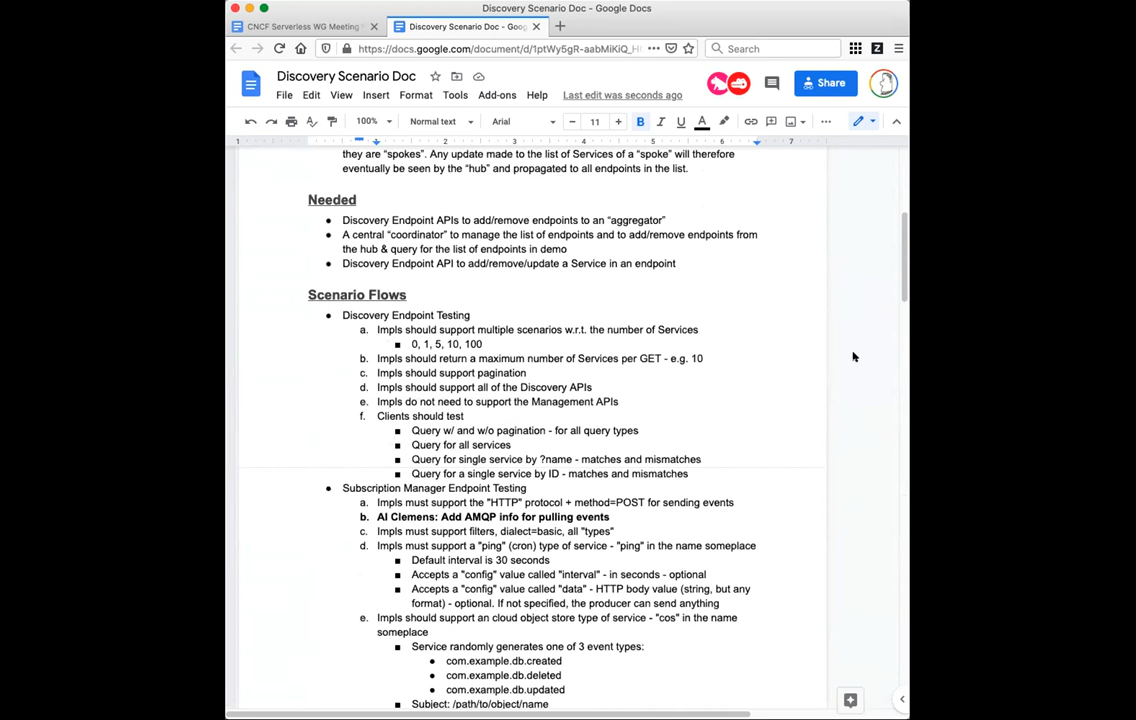 Discovery Scenario Doc - Google Docs
CNCF Serverless WG Meeting
Discovery Scenario Doc - Goog
https://docs.google.com/document/d/1ptWy5gR-aabMiKiQ_H
Search
Discovery Scenario Doc
Share
File Edit View Insert Format Tools Add-ons Help Last edit was seconds ago
100% Normal text Arial 11 B I U A
1 1 2 3 4 5 6 7
they are “spokes”. Any update made to the list of Services of a “spoke” will therefore
eventually be seen by the “hub” and propagated to all endpoints in the list.
Needed
● Discovery Endpoint APIs to add/remove endpoints to an “aggregator”
● A central “coordinator” to manage the list of endpoints and to add/remove endpoints from
the hub & query for the list of endpoints in demo
● Discovery Endpoint API to add/remove/update a Service in an endpoint
Scenario Flows
● Discovery Endpoint Testing
a. Impls should support multiple scenarios w.r.t. the number of Services
■ 0, 1, 5, 10, 100
b. Impls should return a maximum number of Services per GET - e.g. 10
c. Impls should support pagination
d. Impls should support all of the Discovery APIs
e. Impls do not need to support the Management APIs
f. Clients should test
■ Query w/ and w/o pagination - for all query types
■ Query for all services
■ Query for single service by ?name - matches and mismatches
■ Query for a single service by ID - matches and mismatches
● Subscription Manager Endpoint Testing
a. Impls must support the "HTTP" protocol + method=POST for sending events
b. AI Clemens: Add AMQP info for pulling events
c. Impls must support filters, dialect=basic, all "types"
d. Impls must support a "ping" (cron) type of service - "ping" in the name someplace
■ Default interval is 30 seconds
■ Accepts a "config" value called "interval" - in seconds - optional
■ Accepts a "config" value called "data" - HTTP body value (string, but any
format) - optional. If not specified, the producer can send anything
e. Impls should support an cloud object store type of service - "cos" in the name
someplace
■ Service randomly generates one of 3 event types:
● com.example.db.created
● com.example.db.deleted
● com.example.db.updated
■ Subject: /path/to/object/name